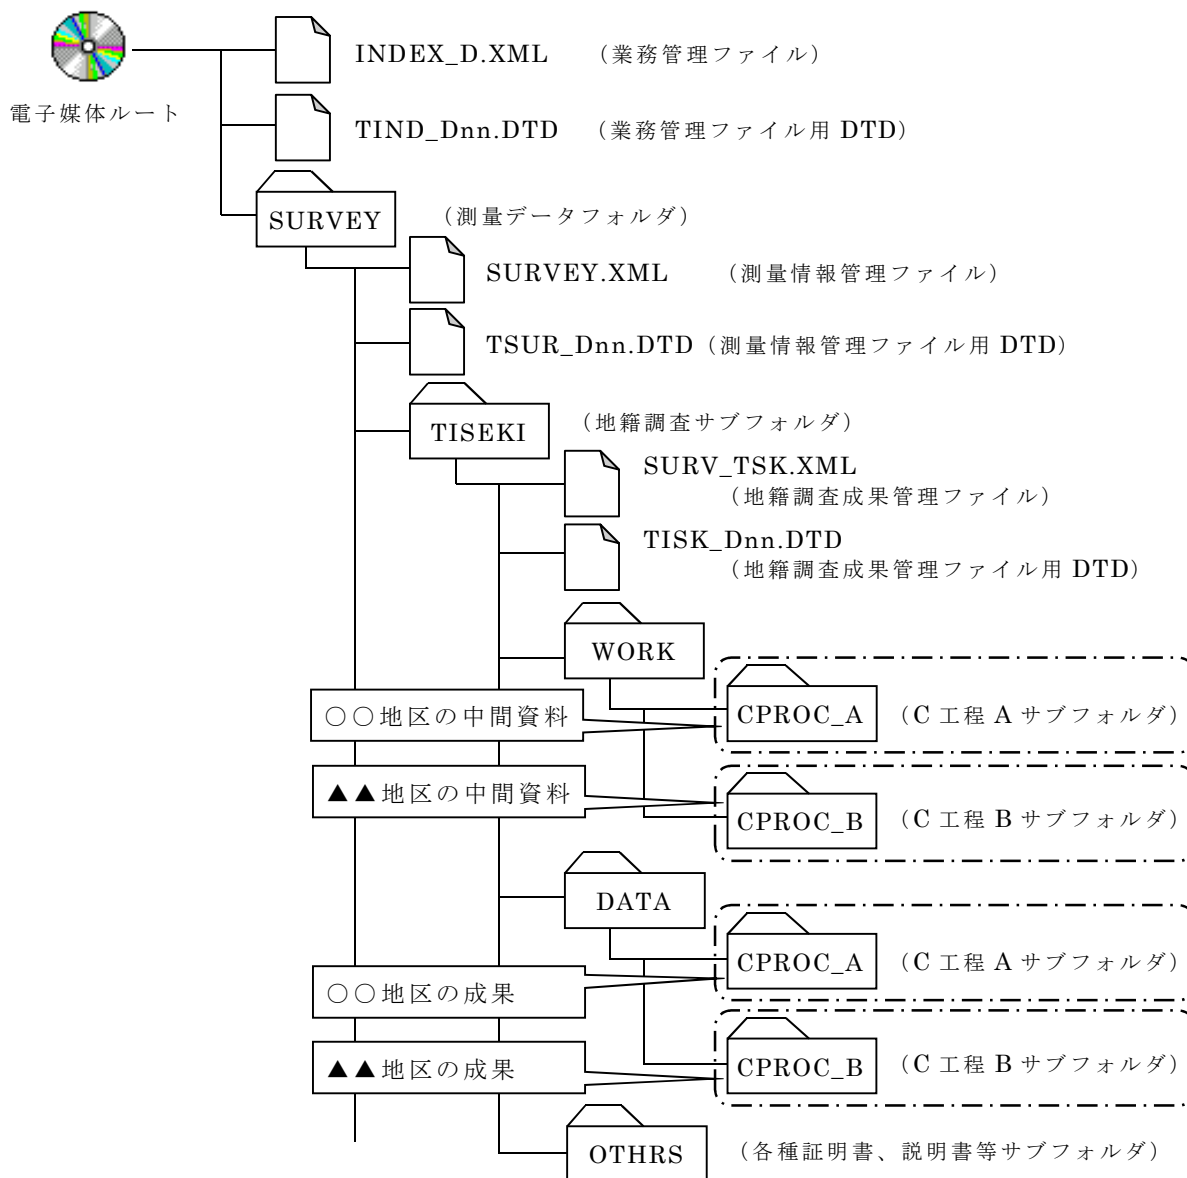 INDEX_D.XML （業務管理ファイル）
電子媒体ルート
TIND_Dnn.DTD （業務管理ファイル用 DTD）
SURVEY （測量データフォルダ）
SURVEY.XML （測量情報管理ファイル）
TSUR_Dnn.DTD（測量情報管理ファイル用 DTD）
TISEKI （地籍調査サブフォルダ）
SURV_TSK.XML
（地籍調査成果管理ファイル）
TISK_Dnn.DTD
（地籍調査成果管理ファイル用 DTD）
WORK
○○地区の中間資料 CPROC_A （C 工程 A サブフォルダ）
▲▲地区の中間資料 CPROC_B （C 工程 B サブフォルダ）
DATA
CPROC_A （C 工程 A サブフォルダ）
○○地区の成果
▲▲地区の成果 CPROC_B （C 工程 B サブフォルダ）
OTHRS （各種証明書、説明書等サブフォルダ）